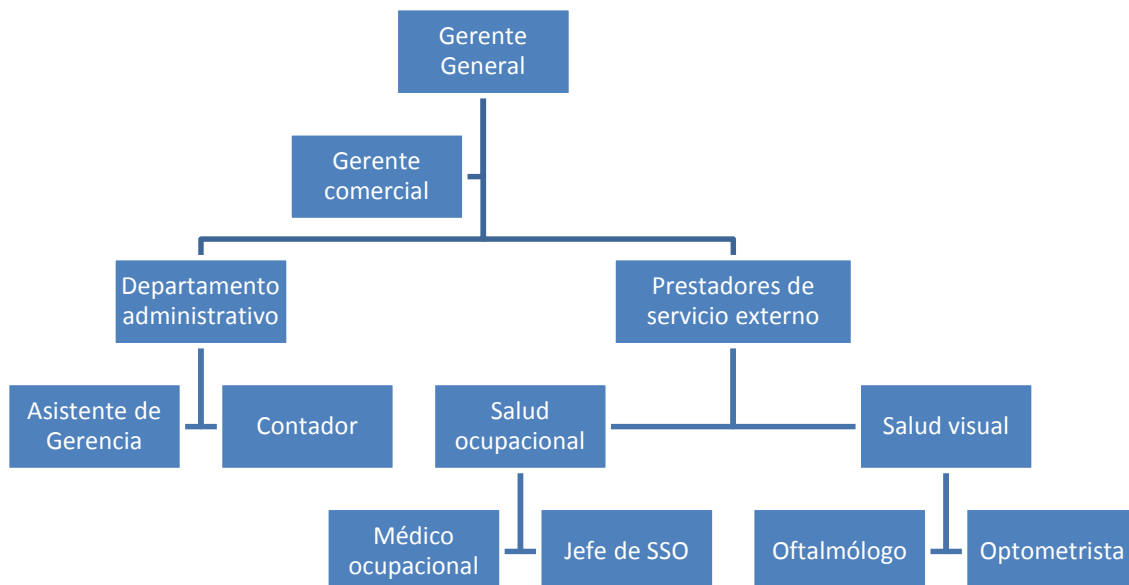 Gerente
General
Gerente
comercial
Departamento
administrativo
Prestadores de
servicio externo
Asistente de
Gerencia
Contador
Salud
ocupacional
Salud visual
Médico
ocupacional
Jefe de SSO
Oftalmólogo
Optometrista